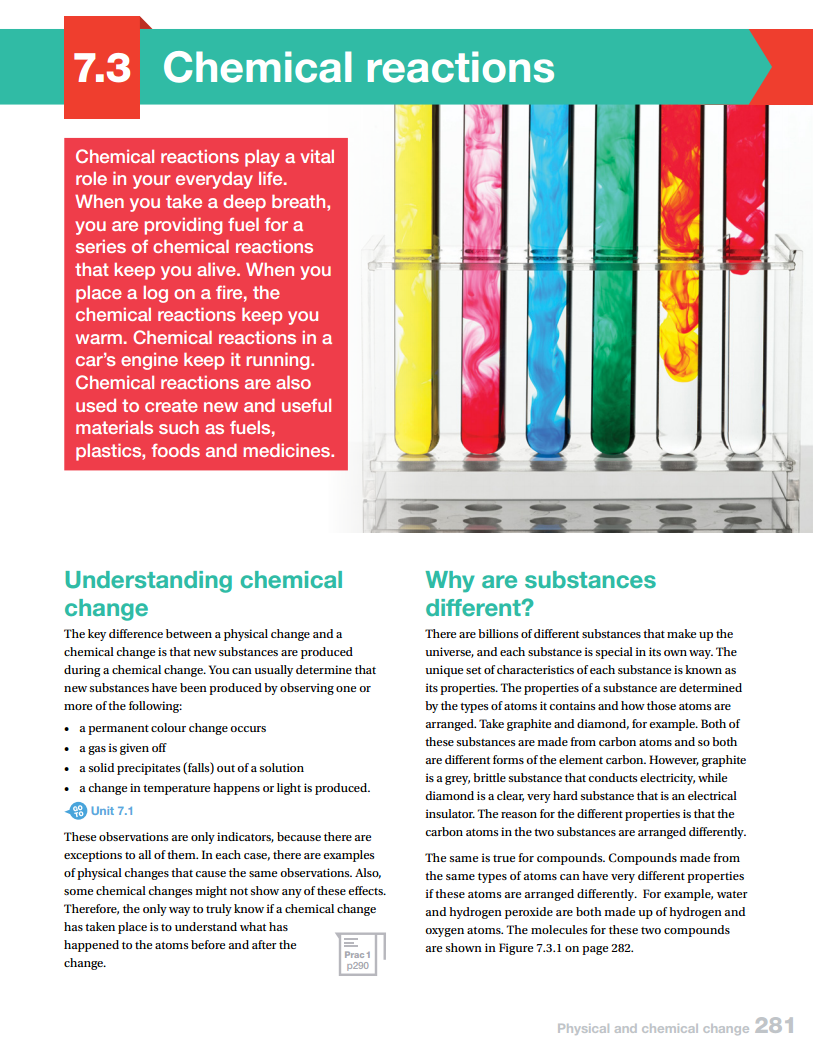 7.3 Chemical reactions
Chemical reactions play a vital
role in your everyday life.
When you take a deep breath,
you are providing fuel for a
series of chemical reactions
that keep you alive. When you
place a log on a fire, the
chemical reactions keep you
warm. Chemical reactions in a
car's engine keep it running.
Chemical reactions are also
used to create new and useful
materials such as fuels,
plastics, foods and medicines.
Understanding chemical
change
The key difference between a physical change and a
chemical change is that new substances are produced
during a chemical change. You can usually determine that
new substances have been produced by observing one or
more of the following:
• a permanent colour change occurs
• a gas is given off
• a solid precipitates (falls) out of a solution
• a change in temperature happens or light is produced.
GO TO Unit 7.1
These observations are only indicators, because there are
exceptions to all of them. In each case, there are examples
of physical changes that cause the same observations. Also,
some chemical changes might not show any of these effects.
Therefore, the only way to truly know if a chemical change
has taken place is to understand what has
happened to the atoms before and after the
change.
Prac 1
p290
Why are substances
different?
There are billions of different substances that make up the
universe, and each substance is special in its own way. The
unique set of characteristics of each substance is known as
its properties. The properties of a substance are determined
by the types of atoms it contains and how those atoms are
arranged. Take graphite and diamond, for example. Both of
these substances are made from carbon atoms and so both
are different forms of the element carbon. However, graphite
is a grey, brittle substance that conducts electricity, while
diamond is a clear, very hard substance that is an electrical
insulator. The reason for the different properties is that the
carbon atoms in the two substances are arranged differently.
The same is true for compounds. Compounds made from
the same types of atoms can have very different properties
if these atoms are arranged differently. For example, water
and hydrogen peroxide are both made up of hydrogen and
oxygen atoms. The molecules for these two compounds
are shown in Figure 7.3.1 on page 282.
Physical and chemical change 281